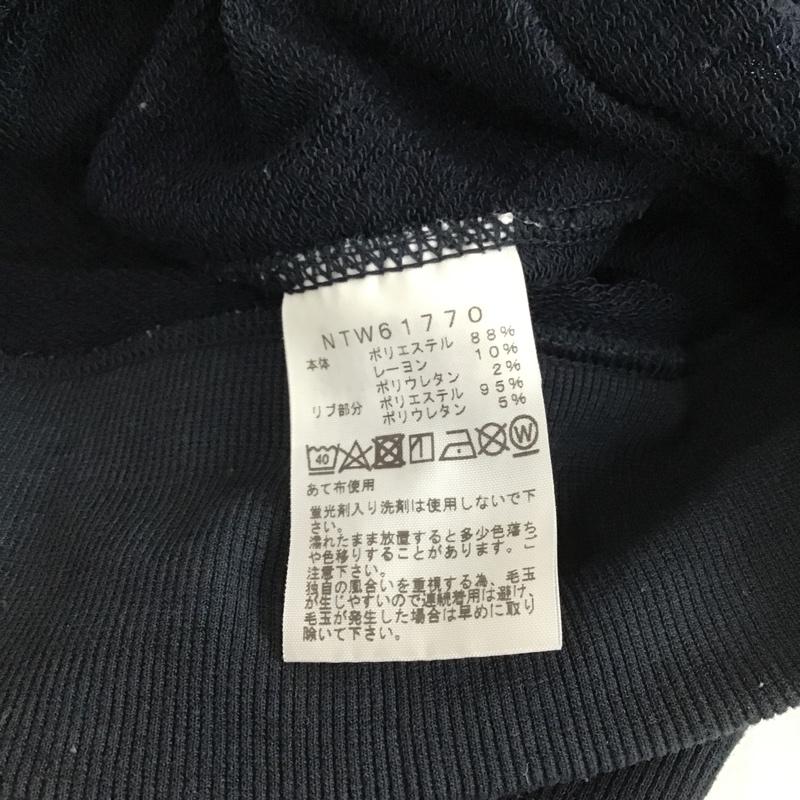 NTW61770
本体 ポリエステル 88%
レーヨン 10%
ポリウレタン 2%
リブ部分 ポリエステル 95%
ポリウレタン 5%
40 W
あて布使用
蛍光剤入り洗剤は使用しないで下
さい。
濡れたまま放置すると多少色落ち
や色移りすることがあります。ご
注意下さい。
独自の風合いを重視する為、毛玉
が生じやすいので連続着用は避け、
毛玉が発生した場合は早めに取り
除いて下さい。